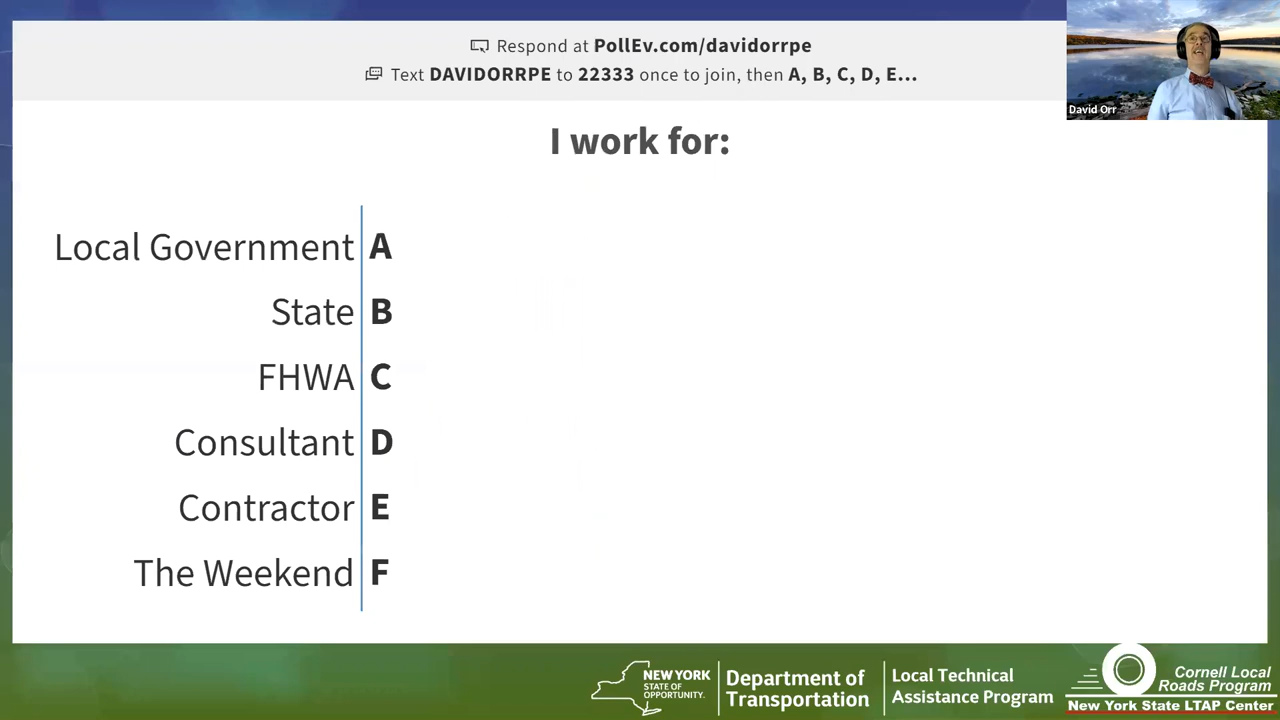 Respond at PollEv.com/davidorrpe
Text DAVIDORRPE to 22333 once to join, then A, B, C, D, E...
David Orr
I work for:
Local Government A
State B
FHWA C
Consultant D
Contractor E
The Weekend F
NEW YORK
STATE OF
OPPORTUNITY.
Department of
Transportation
Local Technical
Assistance Program
Cornell Local
Roads Program
New York State LTAP Center